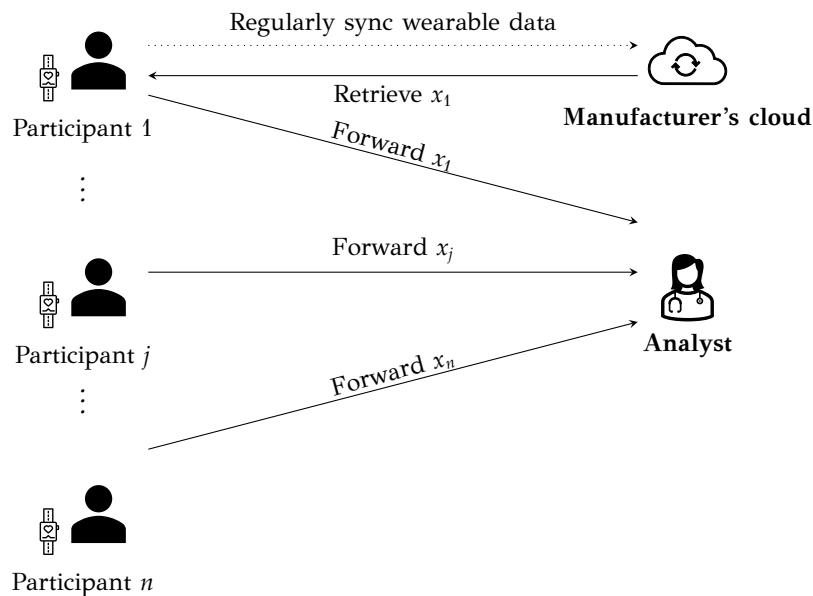 Regularly sync wearable data
Retrieve x₁
Participant 1
Manufacturer's cloud
Forward x₁
⋮
Forward xⱼ
Participant j
Analyst
⋮
Forward xₙ
Participant n